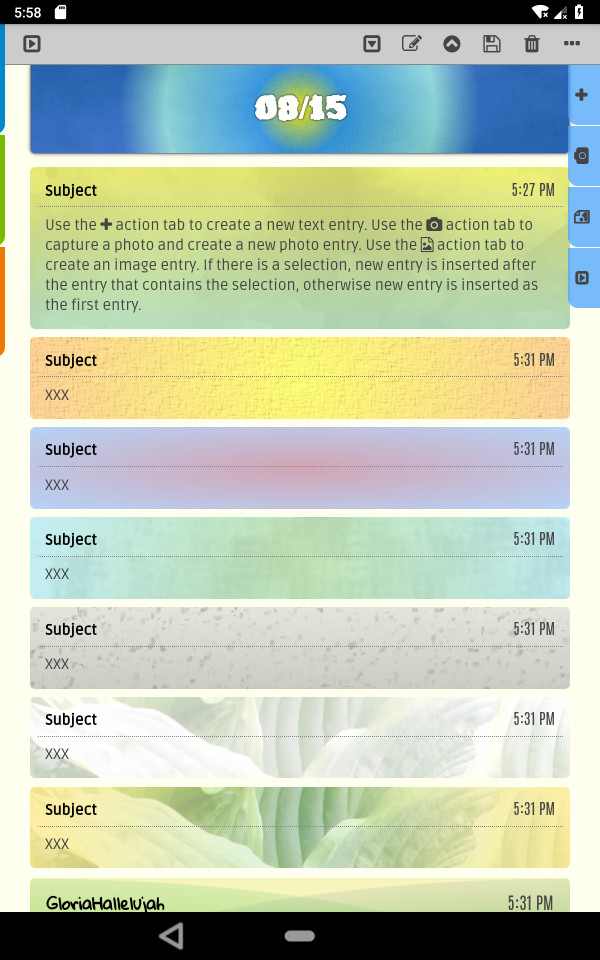 5:58
08/15
Subject 5:27 PM
Use the action tab to create a new text entry. Use the action tab to
capture a photo and create a new photo entry. Use the action tab to
create an image entry. If there is a selection, new entry is inserted after
the entry that contains the selection, otherwise new entry is inserted as
the first entry.
Subject 5:31 PM
XXX
Subject 5:31 PM
XXX
Subject 5:31 PM
XXX
Subject 5:31 PM
XXX
Subject 5:31 PM
XXX
Subject 5:31 PM
XXX
GloriaHallelujah 5:31 PM